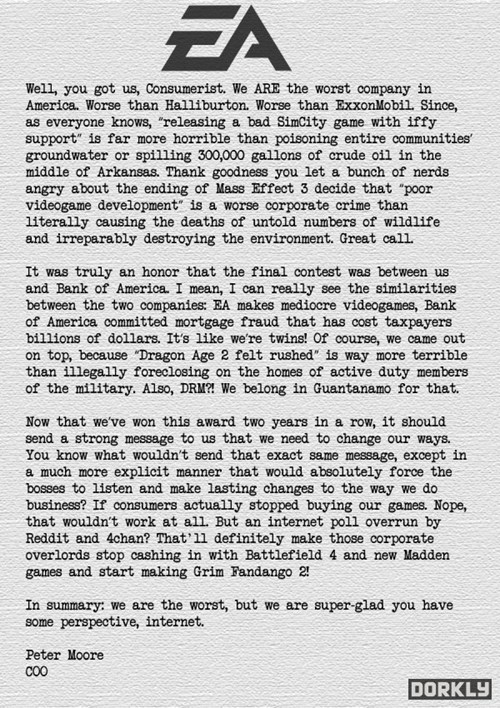 EA
Well, you got us, Consumerist. We ARE the worst company in
America. Worse than Halliburton. Worse than ExxonMobil. Since,
as everyone knows, "releasing a bad SimCity game with iffy
support" is far more horrible than poisoning entire communities'
groundwater or spilling 300,000 gallons of crude oil in the
middle of Arkansas. Thank goodness you let a bunch of nerds
angry about the ending of Mass Effect 3 decide that "poor
videogame development" is a worse corporate crime than
literally causing the deaths of untold numbers of wildlife
and irreparably destroying the environment. Great call.
It was truly an honor that the final contest was between us
and Bank of America. I mean, I can really see the similarities
between the two companies: EA makes mediocre videogames, Bank
of America committed mortgage fraud that has cost taxpayers
billions of dollars. It's like we're twins! Of course, we came out
on top, because "Dragon Age 2 felt rushed" is way more terrible
than illegally foreclosing on the homes of active duty members
of the military. Also, DRM?! We belong in Guantanamo for that.
Now that we've won this award two years in a row, it should
send a strong message to us that we need to change our ways.
You know what wouldn't send that exact same message, except in
a much more explicit manner that would absolutely force the
bosses to listen and make lasting changes to the way we do
business? If consumers actually stopped buying our games. Nope,
that wouldn't work at all. But an internet poll overrun by
Reddit and 4chan? That'll definitely make those corporate
overlords stop cashing in with Battlefield 4 and new Madden
games and start making Grim Fandango 2!
In summary: we are the worst, but we are super-glad you have
some perspective, internet.
Peter Moore
COO
DORKLY